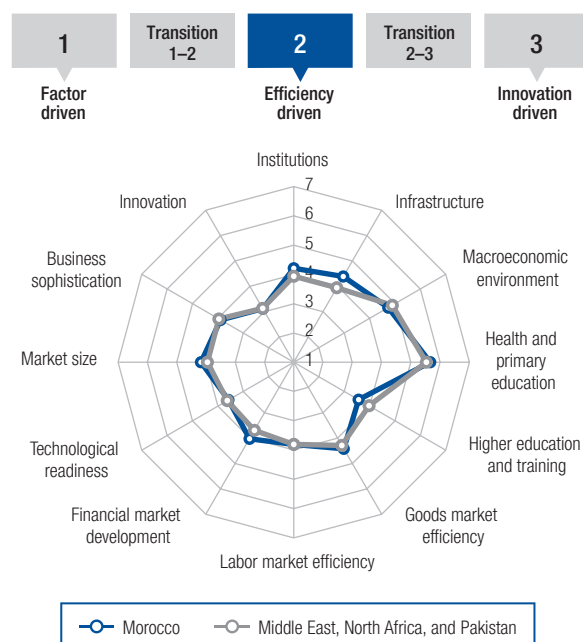 1
Transition
1–2
2
Transition
2–3
3
Factor
driven
Efficiency
driven
Innovation
driven
Institutions
7
6
5
4
3
2
1
Infrastructure
Macroeconomic
environment
Health and
primary
education
Higher education
and training
Goods market
efficiency
Labor market efficiency
Financial market
development
Technological
readiness
Market size
Business
sophistication
Innovation
Morocco
Middle East, North Africa, and Pakistan